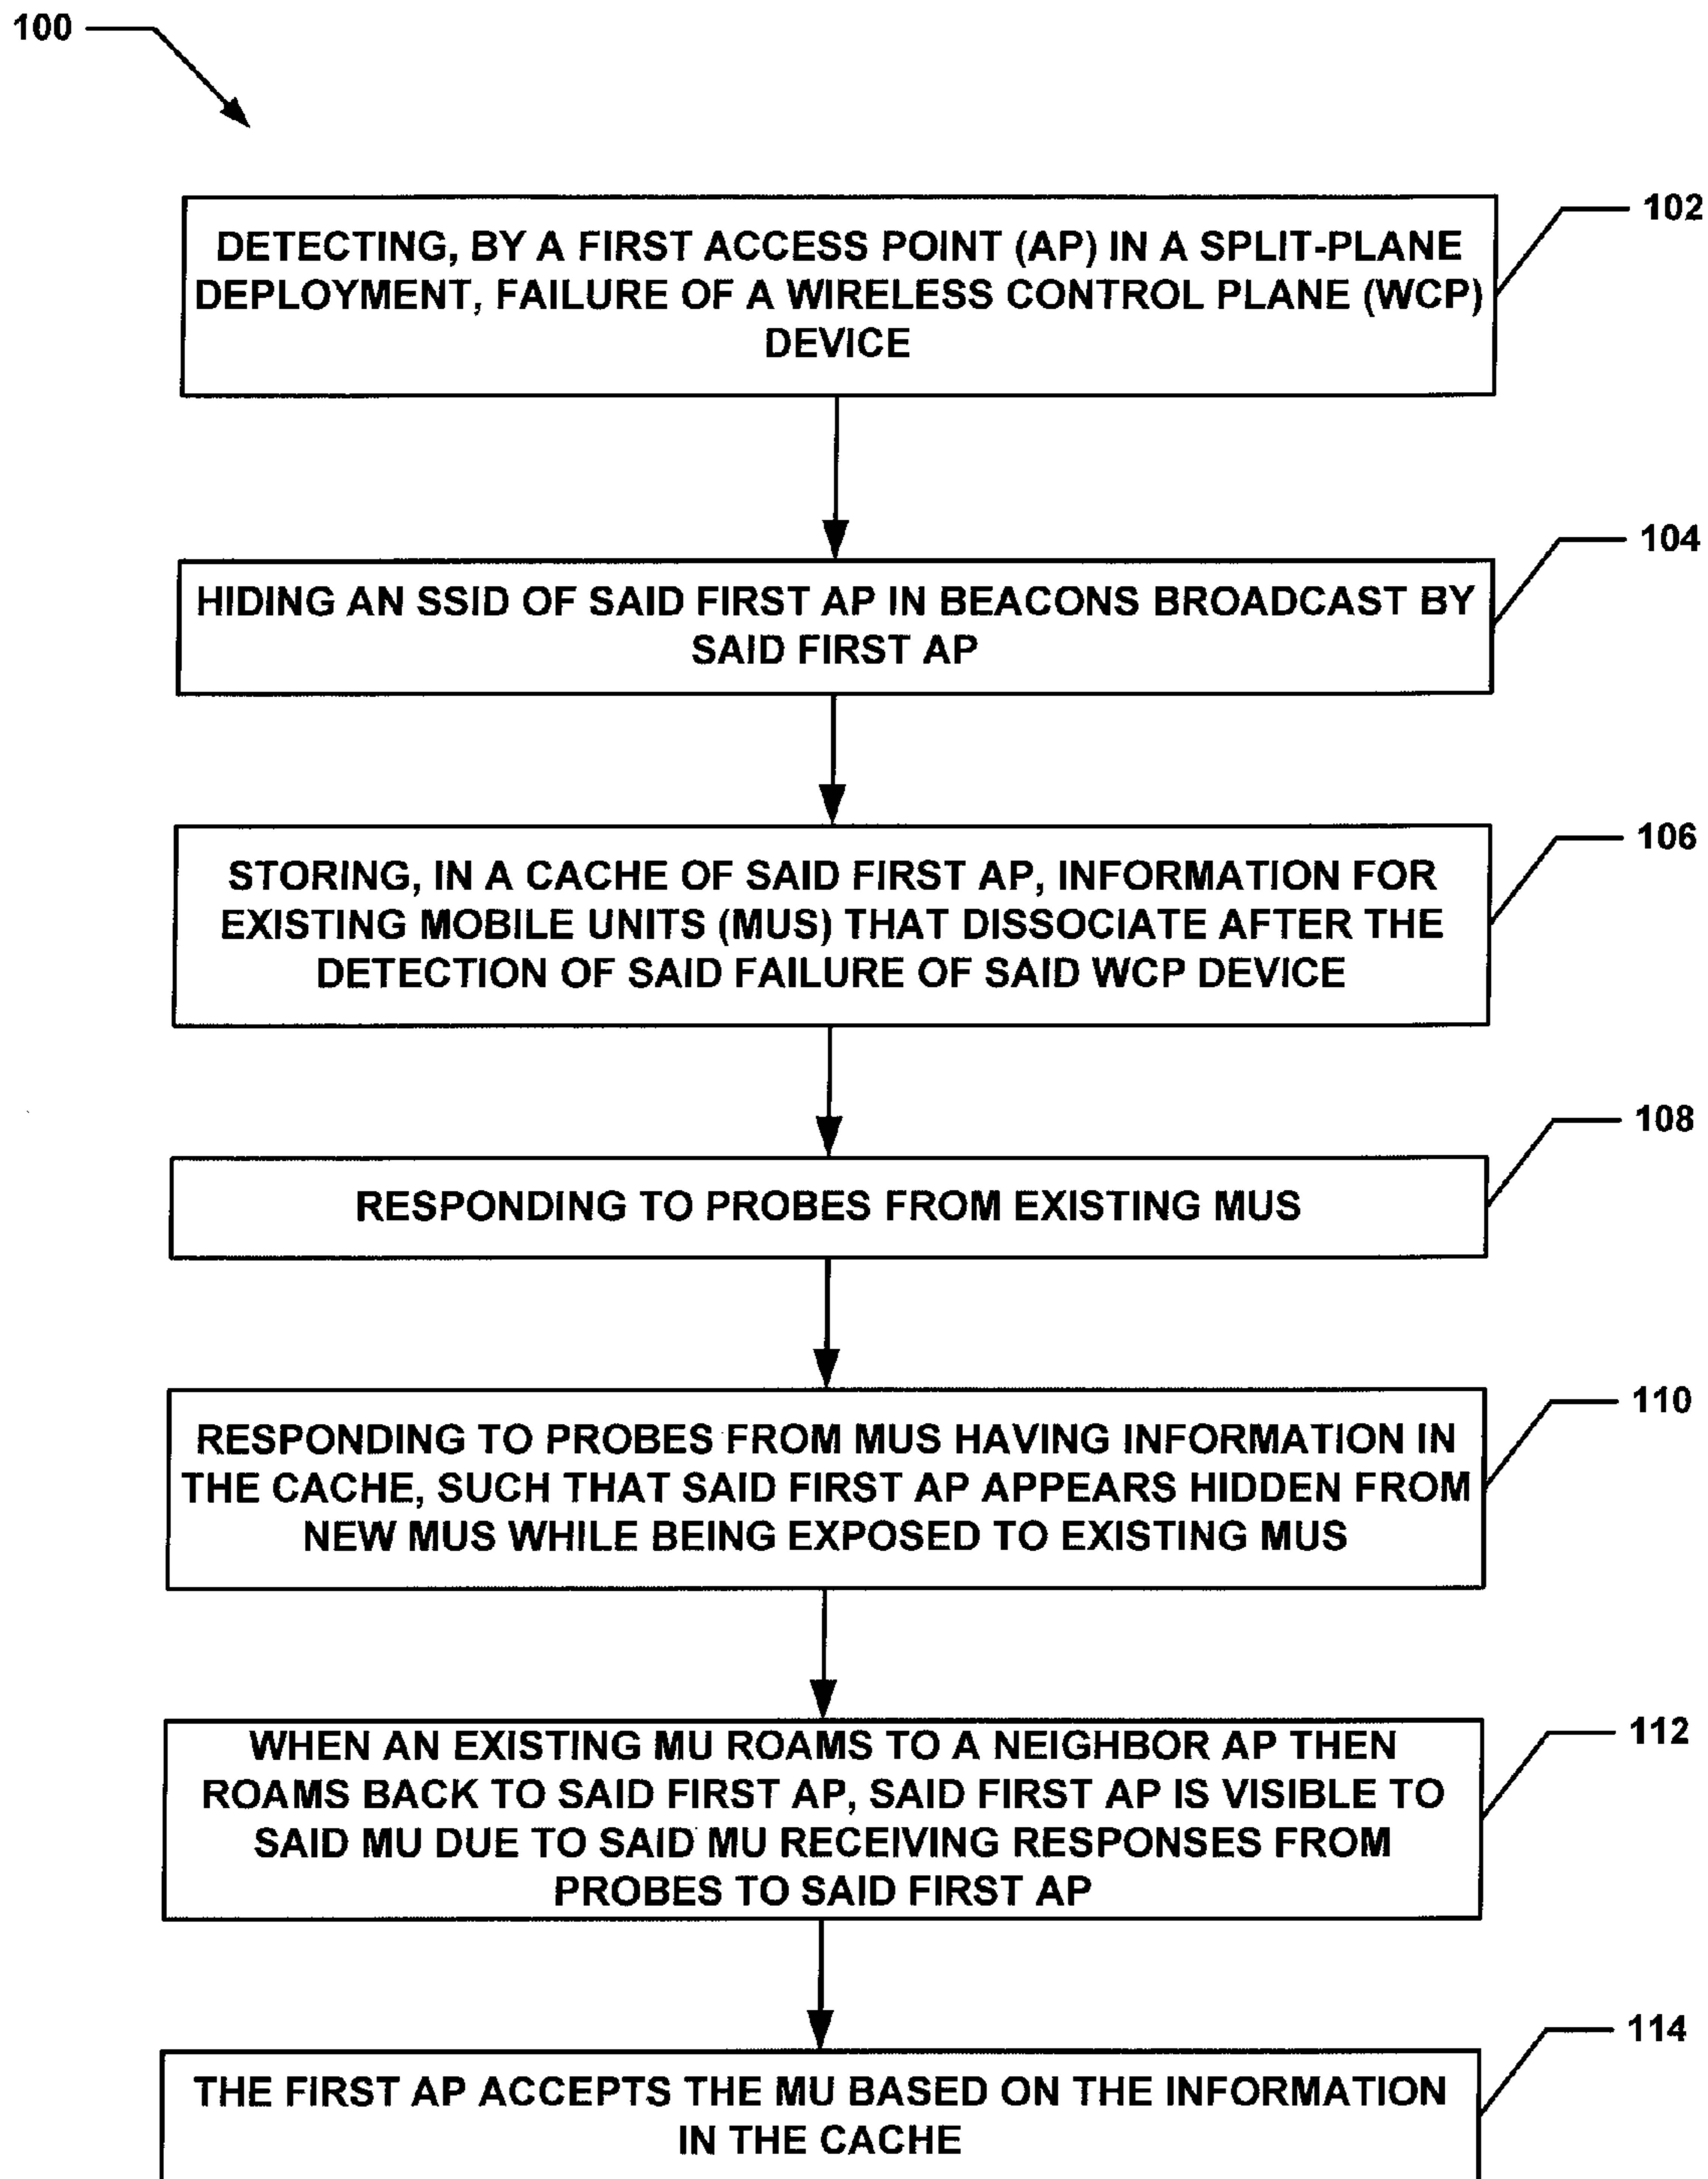 100
102
DETECTING, BY A FIRST ACCESS POINT (AP) IN A SPLIT-PLANE
DEPLOYMENT, FAILURE OF A WIRELESS CONTROL PLANE (WCP)
DEVICE
104
HIDING AN SSID OF SAID FIRST AP IN BEACONS BROADCAST BY
SAID FIRST AP
106
STORING, IN A CACHE OF SAID FIRST AP, INFORMATION FOR
EXISTING MOBILE UNITS (MUS) THAT DISSOCIATE AFTER THE
DETECTION OF SAID FAILURE OF SAID WCP DEVICE
108
RESPONDING TO PROBES FROM EXISTING MUS
110
RESPONDING TO PROBES FROM MUS HAVING INFORMATION IN
THE CACHE, SUCH THAT SAID FIRST AP APPEARS HIDDEN FROM
NEW MUS WHILE BEING EXPOSED TO EXISTING MUS
112
WHEN AN EXISTING MU ROAMS TO A NEIGHBOR AP THEN
ROAMS BACK TO SAID FIRST AP, SAID FIRST AP IS VISIBLE TO
SAID MU DUE TO SAID MU RECEIVING RESPONSES FROM
PROBES TO SAID FIRST AP
114
THE FIRST AP ACCEPTS THE MU BASED ON THE INFORMATION
IN THE CACHE